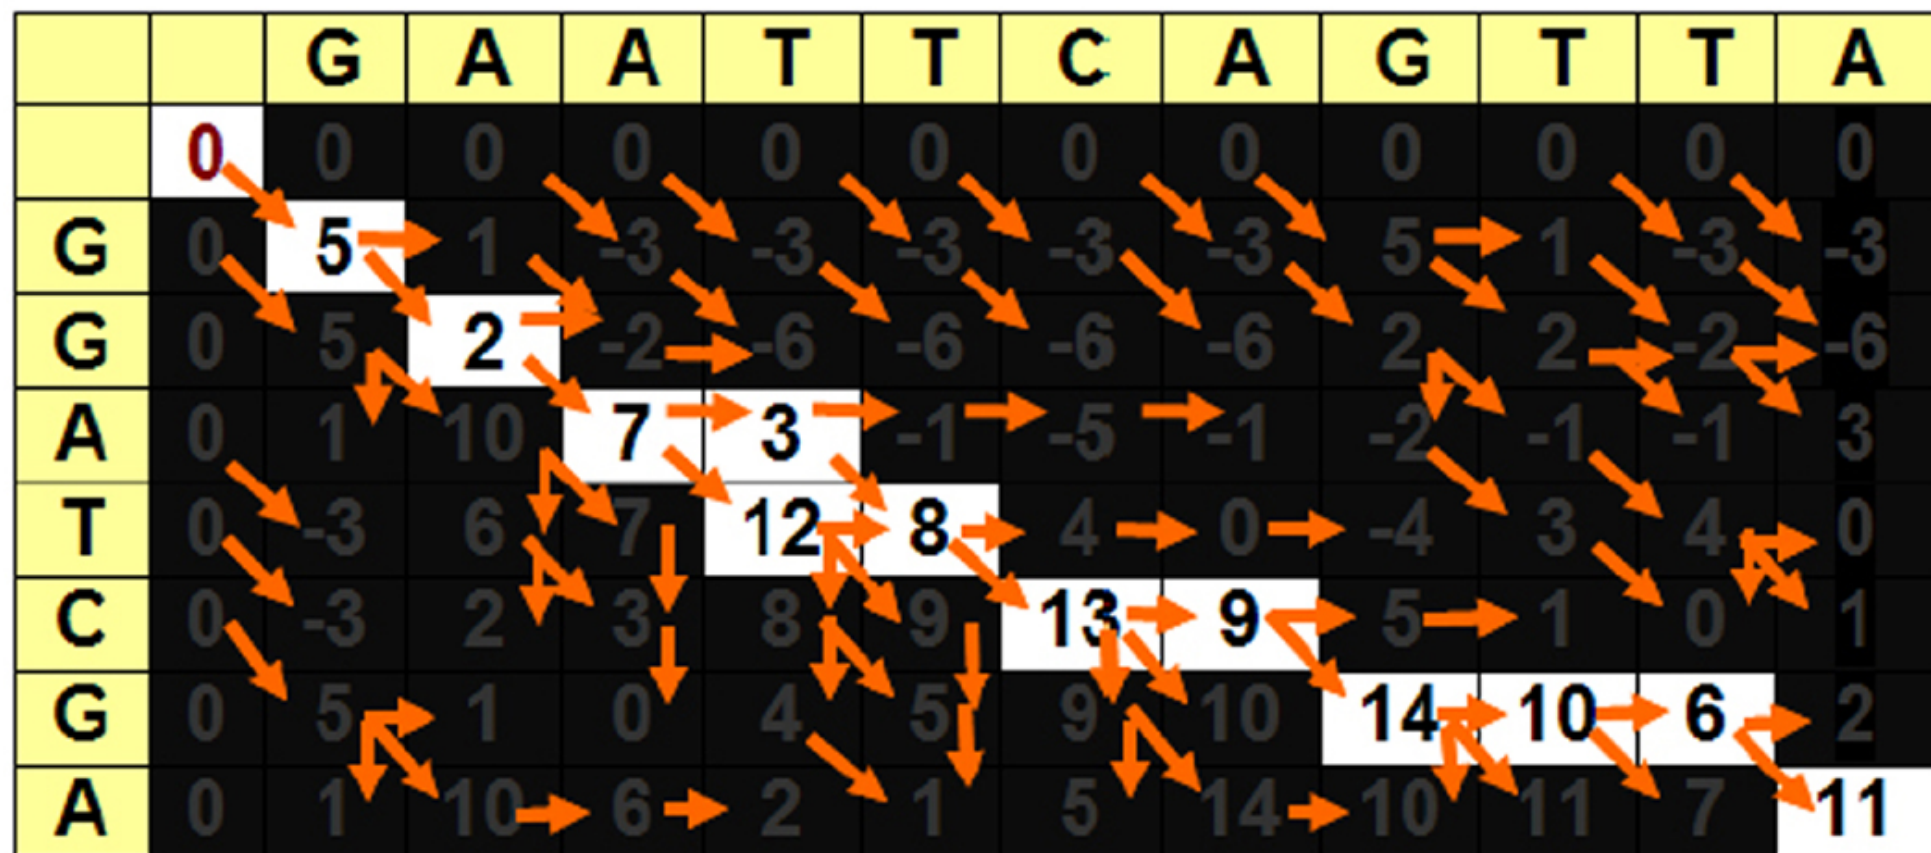 G A A T T C A G T T A
0 0 0 0 0 0 0 0 0 0 0 0
G 0 5 1 -3 -3 -3 -3 -3 5 1 -3 -3
G 0 5 2 -2 -6 -6 -6 -6 2 2 -2 -6
A 0 1 10 7 3 -1 -5 -1 -2 -1 -1 3
T 0 -3 6 7 12 8 4 0 -4 3 4 0
C 0 -3 2 3 8 9 13 9 5 1 0 1
G 0 5 1 0 4 5 9 10 14 10 6 2
A 0 1 10 6 2 1 5 14 10 11 7 11